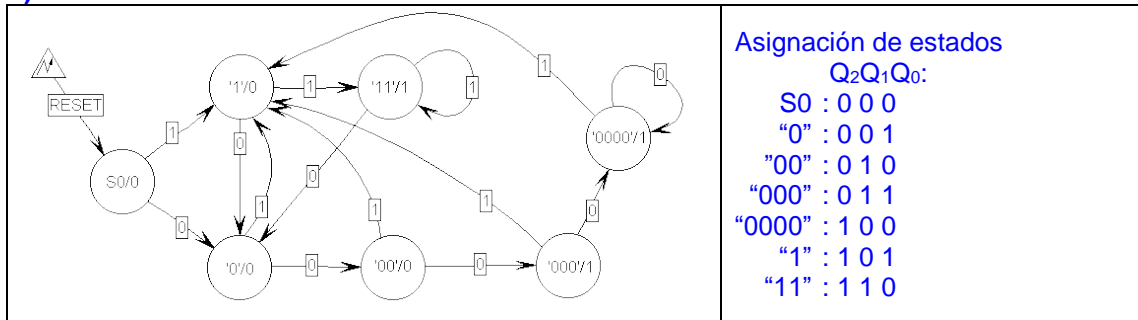 RESET
S0/0
1
0
'1'/0
1
'11'/1
1
0
0
1
'0'/0
0
'00'/0
1
0
'000'/1
1
0
'0000'/1
0
1
Asignación de estados
Q₂Q₁Q₀:
S0 : 0 0 0
“0” : 0 0 1
”00” : 0 1 0
“000” : 0 1 1
“0000” : 1 0 0
“1” : 1 0 1
“11” : 1 1 0